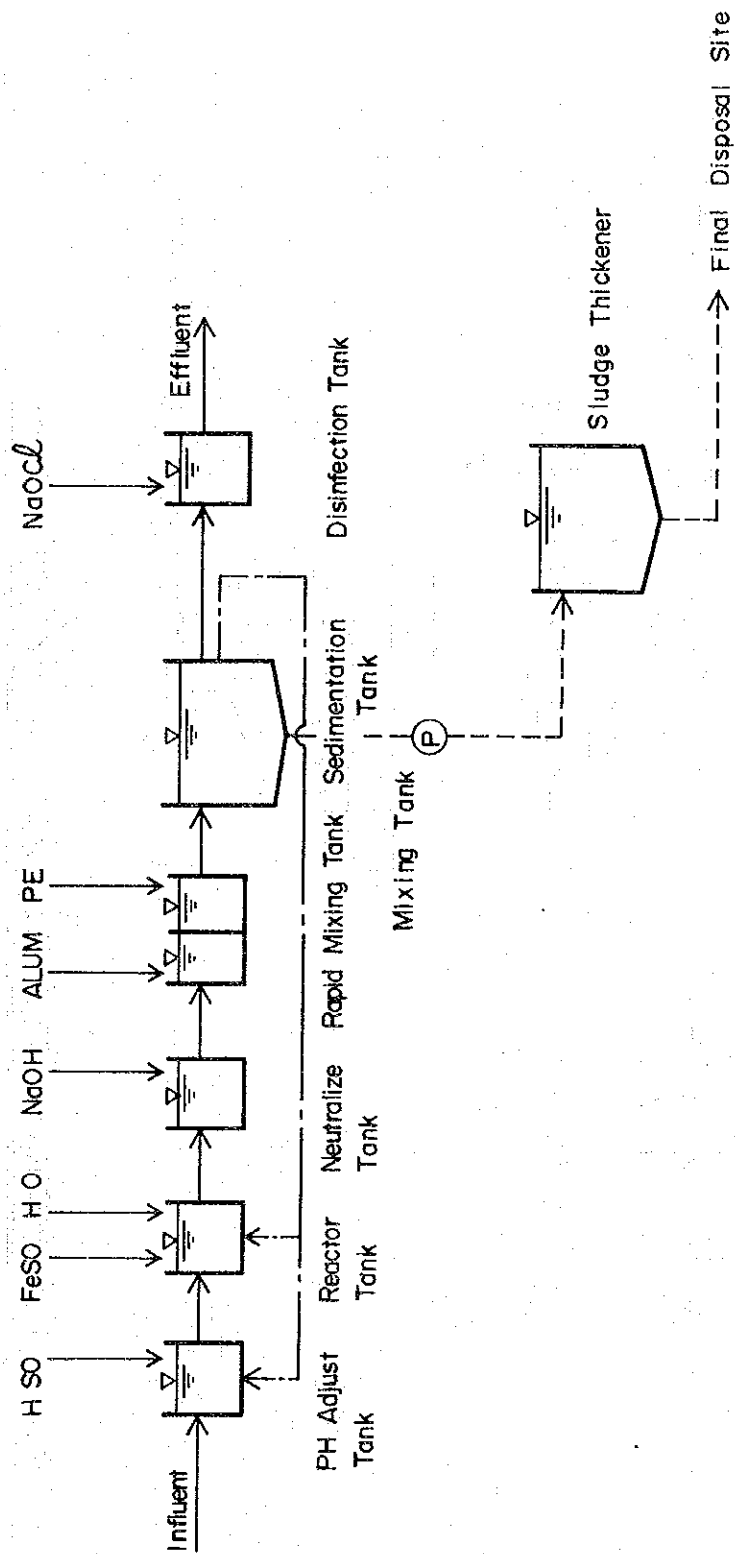 H SO
FeSO H O
NaOH
ALUM PE
NaOCl
Influent
Effluent
PH Adjust
Tank
Reactor
Tank
Neutralize
Tank
Rapid Mixing Tank
Sedimentation
Tank
Disinfection Tank
Mixing Tank
P
Sludge Thickener
Final Disposal Site